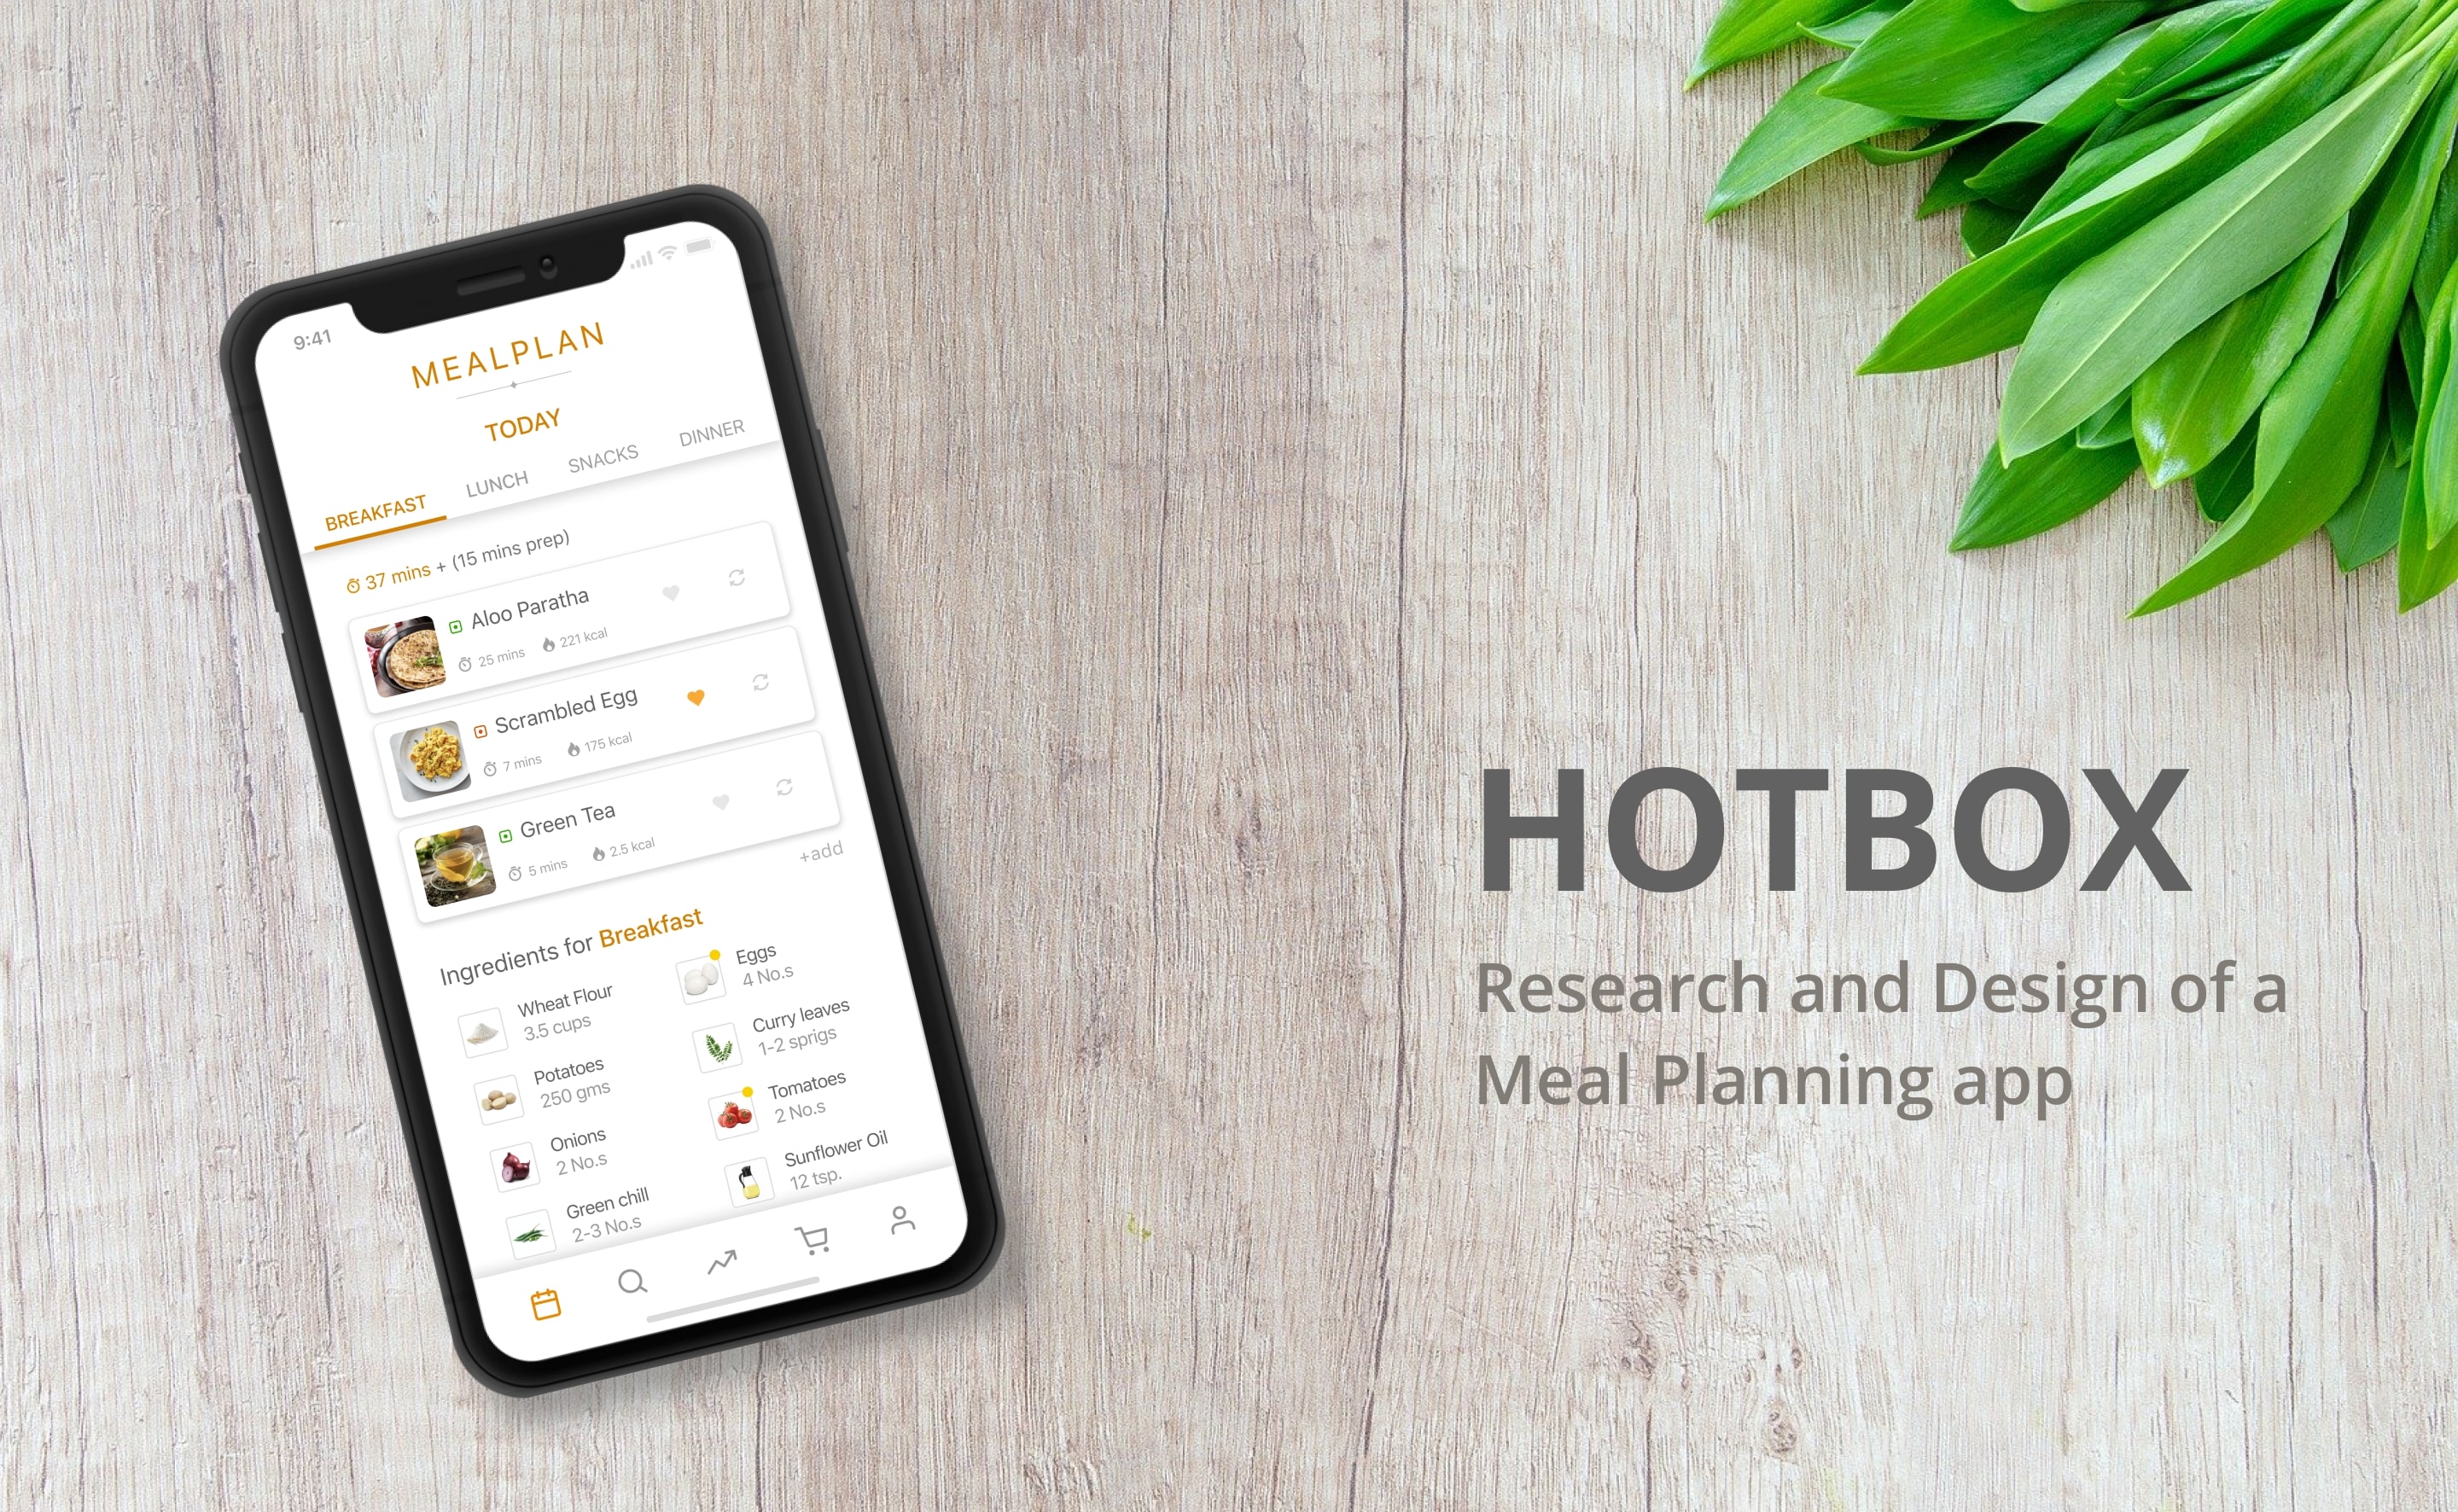 9:41
MEALPLAN
TODAY
BREAKFAST LUNCH SNACKS DINNER
37 mins + (15 mins prep)
Aloo Paratha
25 mins 221 kcal
Scrambled Egg
7 mins 175 kcal
Green Tea
5 mins 2.5 kcal
+add
Ingredients for Breakfast
Wheat Flour
3.5 cups
Eggs
4 No.s
Potatoes
250 gms
Curry leaves
1-2 sprigs
Onions
2 No.s
Tomatoes
2 No.s
Green chill
2-3 No.s
Sunflower Oil
12 tsp.
HOTBOX
Research and Design of a
Meal Planning app